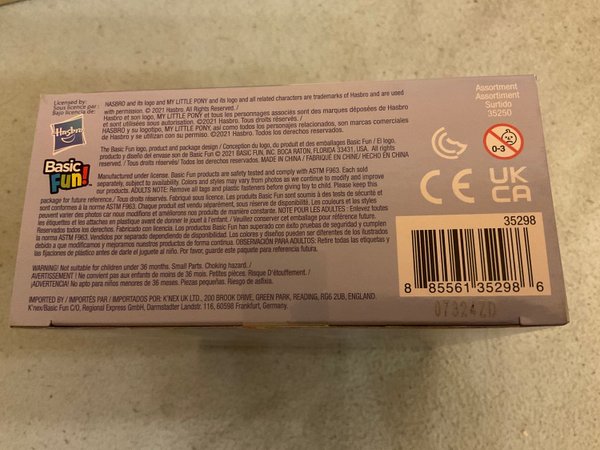 Licensed by:
Sous licence par :
Bajo licencia de:
Hasbro
HASBRO and its logo and MY LITTLE PONY and its logo and all related characters are trademarks of Hasbro and are used
with permission. © 2021 Hasbro. All Rights Reserved. /
Hasbro et son logo, MY LITTLE PONY et tous les personnages associés sont des marques déposées de Hasbro
et sont utilisées sous autorisation. ©2021 Hasbro. Tous droits réservés. /
HASBRO y su logotipo, MY LITTLE PONY, así como todos los personajes relacionados, son marcas comerciales
de Hasbro y se usan con autorización. ©2021 Hasbro. Todos los derechos reservados.
The Basic Fun logo, product and package design / Conception du logo, du produit et des emballages Basic Fun / El logo,
producto y diseño del envase son de Basic Fun © 2021 BASIC FUN, INC. BOCA RATON, FLORIDA 33431, USA. All rights reserved.
/ Tous droits réservés/ Todos los derechos reservados. MADE IN CHINA / FABRIQUÉ EN CHINE/ HECHO EN CHINA
Basic
Fun!
Manufactured under license. Basic Fun products are safely tested and comply with ASTM F963. Each sold
separately, subject to availability. Colors and styles may vary from photos as we continue to modify and improve
our products. ADULTS NOTE: Remove all tags and plastic fasteners before giving toy to child. Please keep this
package for future reference./ Tous droits réservés. Fabriqué sous licence. Les produits Basic Fun sont soumis à des tests de sécurité et
sont conformes à la norme ASTM F963. Chaque produit est vendu séparément, sous réserve de disponibilité. Les couleurs et les styles
peuvent varier des photos car nous modifions et améliorons nos produits de manière constante. NOTE POUR LES ADULTES : Enlevez toutes
les étiquettes et les attaches en plastique avant de donner le jouet à l'enfant. / Veuillez conserver cet emballage pour référence future.
Todos los derechos reservados. Fabricado con licencia. Los productos Basic Fun han superado con éxito pruebas de seguridad y cumplen
la norma ASTM F963. Vendidos por separado dependiendo de disponibilidad. Los colores y diseños pueden ser diferentes de los ilustrados
debido a que modificamos y mejoramos nuestros productos de forma continua. OBSERVACIÓN PARA ADULTOS: Retire todas las etiquetas y
las fijaciones de plástico antes de darle el juguete al niño. Por favor, guarde este paquete para referencia futura.
WARNING! Not suitable for children under 36 months. Small Parts. Choking hazard. /
AVERTISSEMENT ! Ne convient pas aux enfants de moins de 36 mois. Petites pièces. Risque D'étouffement. /
¡ADVERTENCIA! No apto para niños menores de 36 meses. Piezas pequeñas. Riesgo de asfixia.
IMPORTED BY / IMPORTÉS PAR / IMPORTADOS POR: K'NEX UK LTD., 200 BROOK DRIVE, GREEN PARK, READING, RG6 2UB, ENGLAND.
K'nex/Basic Fun C/O, Regional Express GmbH, Darmstädter Landstr. 116, 60598 Frankfurt, Germany.
Assortment
Assortiment
Surtido
35250
0-3
CE
UK
CA
35298
8 85561 35298 6
07324ZD